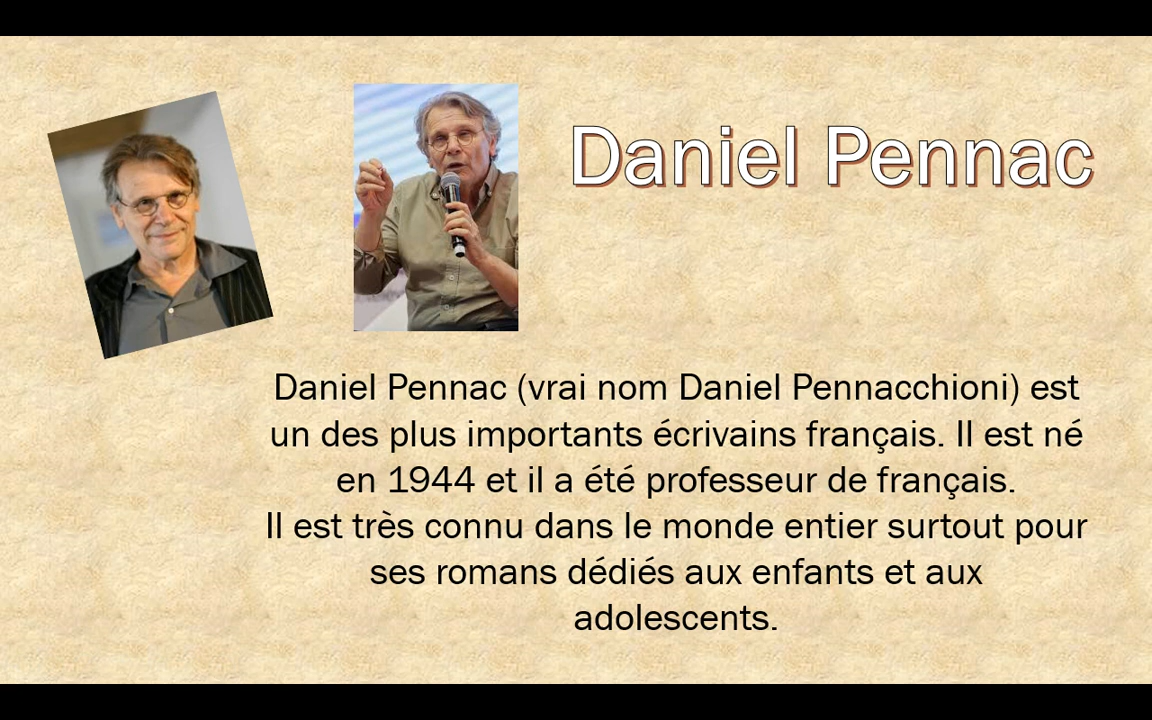 Daniel Pennac
Daniel Pennac (vrai nom Daniel Pennacchioni) est
un des plus importants écrivains français. Il est né
en 1944 et il a été professeur de français.
Il est très connu dans le monde entier surtout pour
ses romans dédiés aux enfants et aux
adolescents.